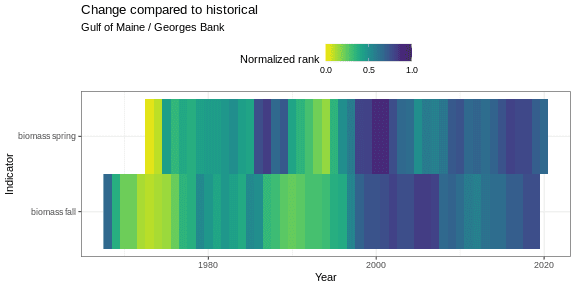 Change compared to historical
Gulf of Maine / Georges Bank
Normalized rank
0.0 0.5 1.0
biomass spring
biomass fall
Indicator
1980 2000 2020
Year